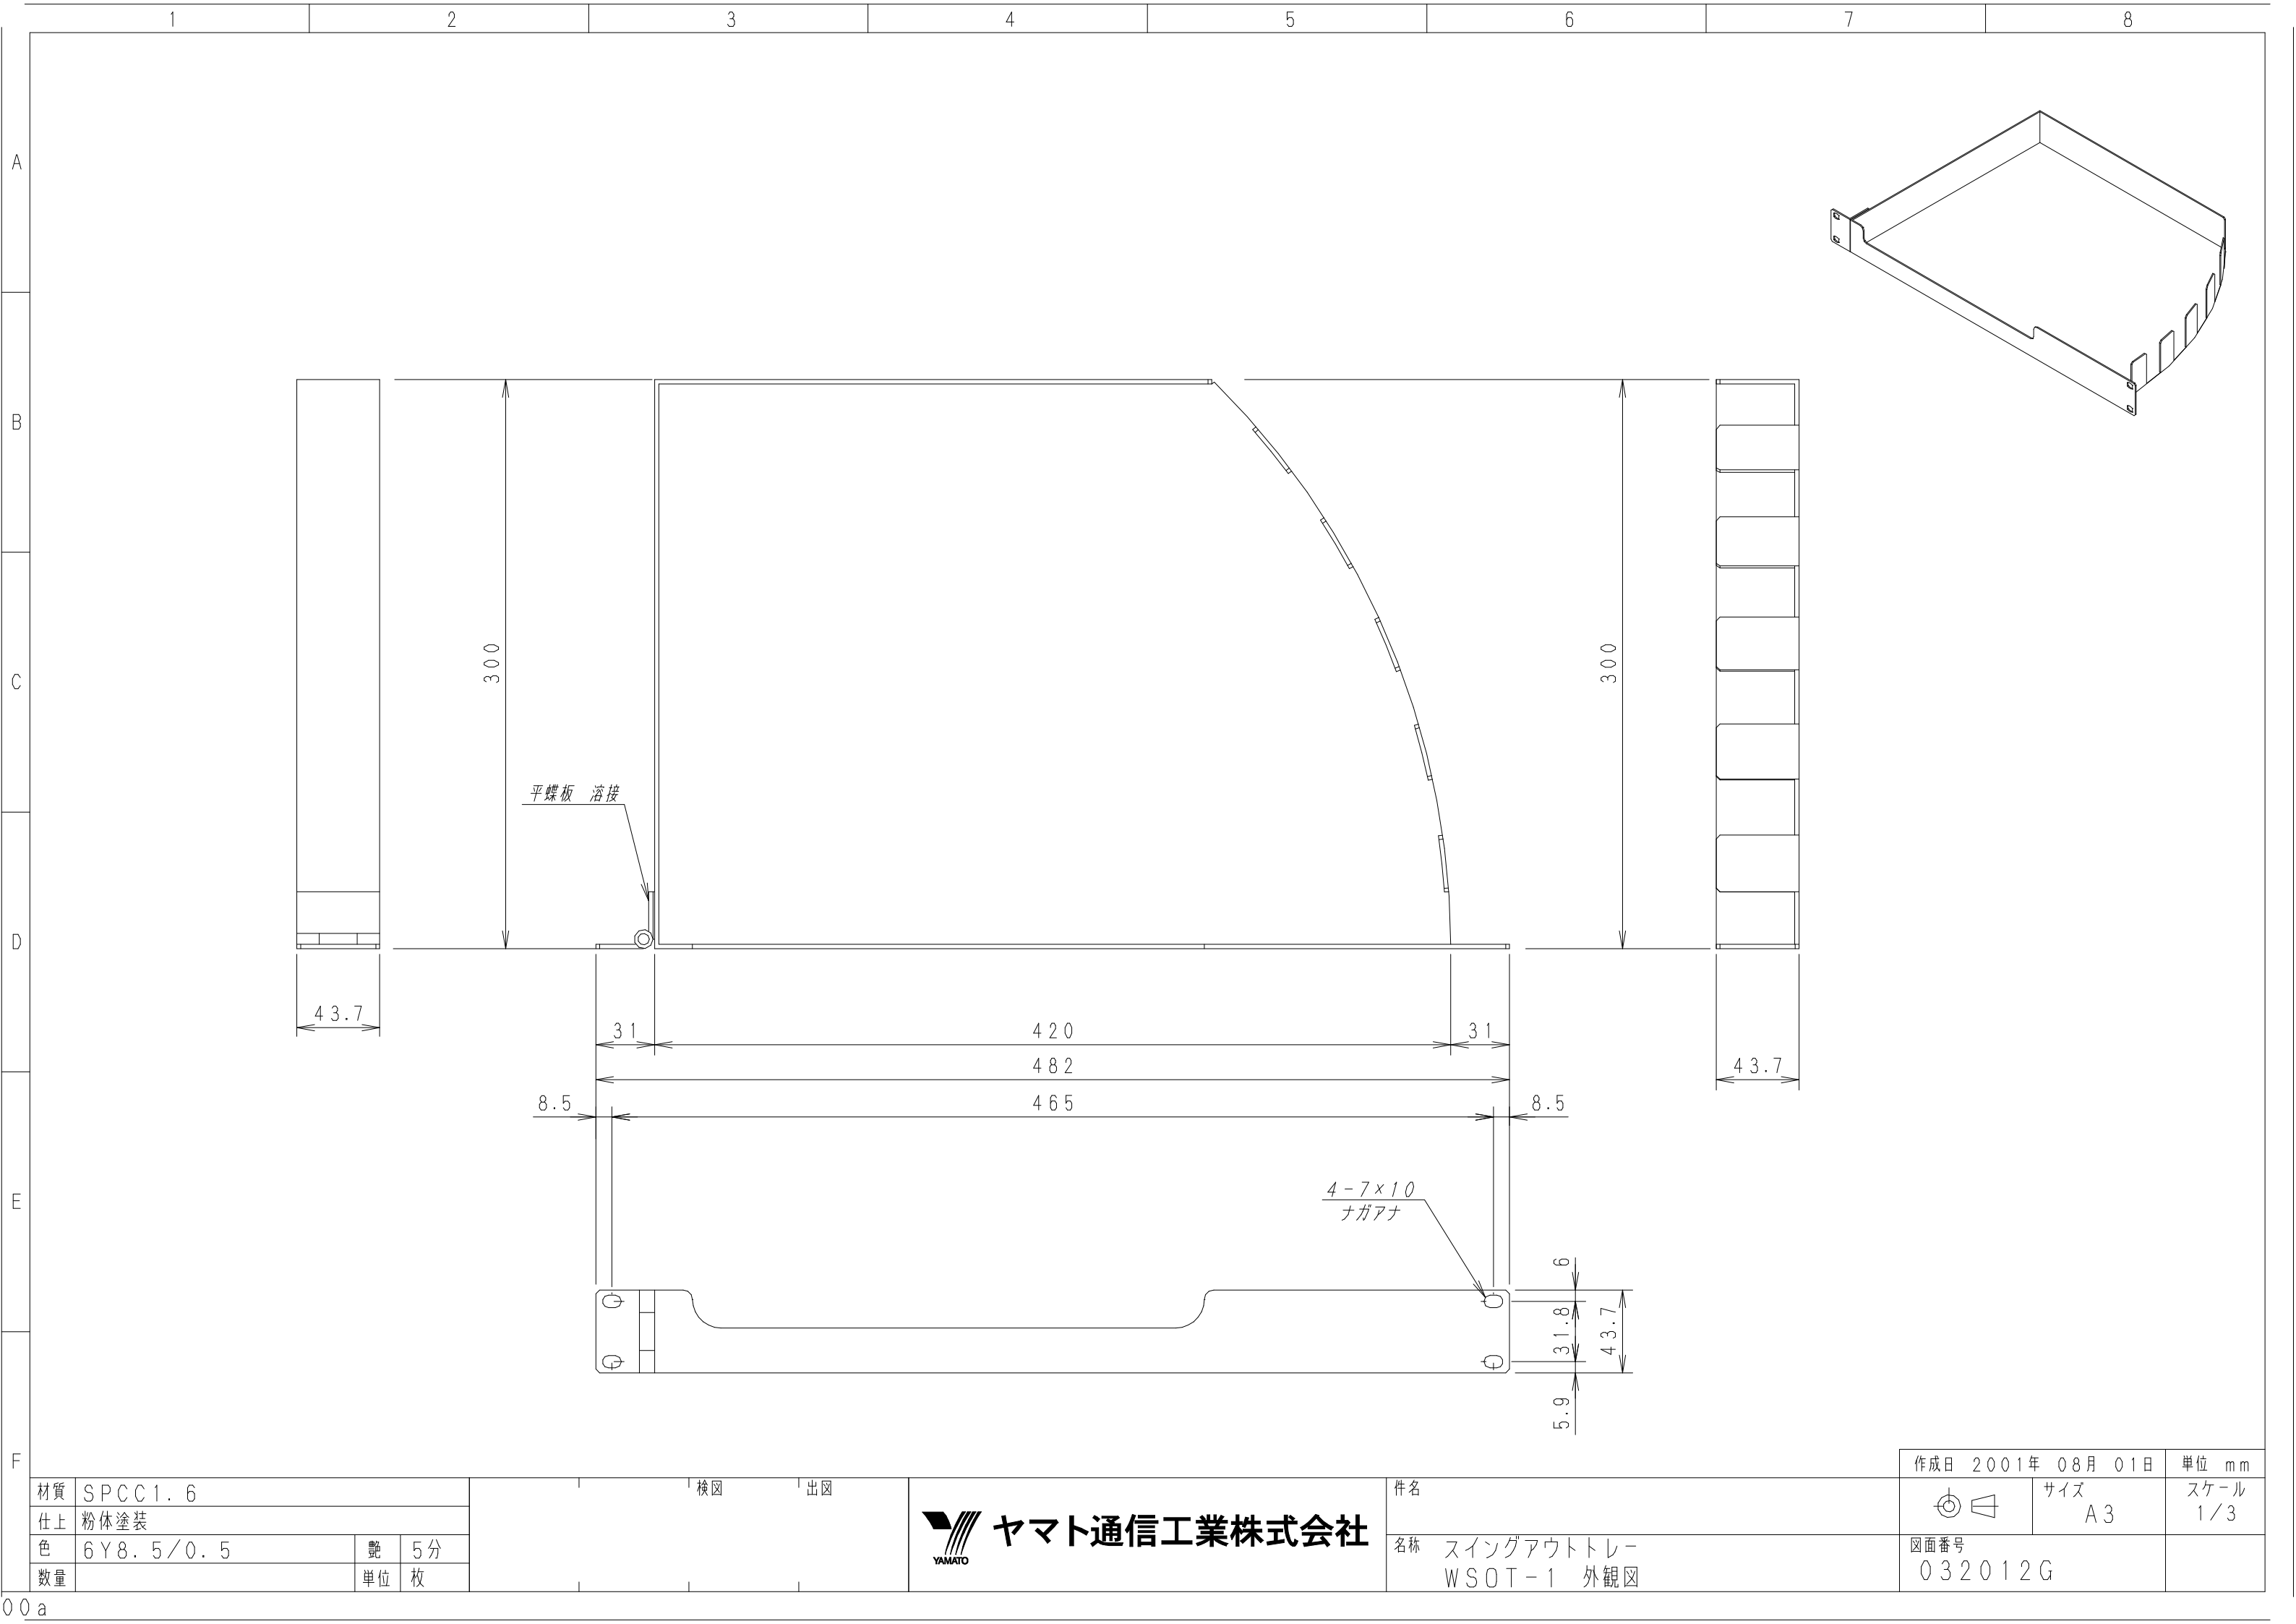 1 2 3 4 5 6 7 8
A
B
C
D
E
F
300
300
平蝶板 溶接
43.7
31 420 31
482
43.7
8.5 465 8.5
4-7×10
ナガアナ
6
31.8
43.7
5.9
作成日 2001年 08月 01日 単位 mm
材質 SPCC1.6
仕上 粉体塗装
色 6Y8.5/0.5 艶 5分
数量 単位 枚
検図 出図
YAMATO
ヤマト通信工業株式会社
件名
名称 スイングアウトトレー
WSOT-1 外観図
サイズ
A3
スケール
1/3
図面番号
032012G
00a